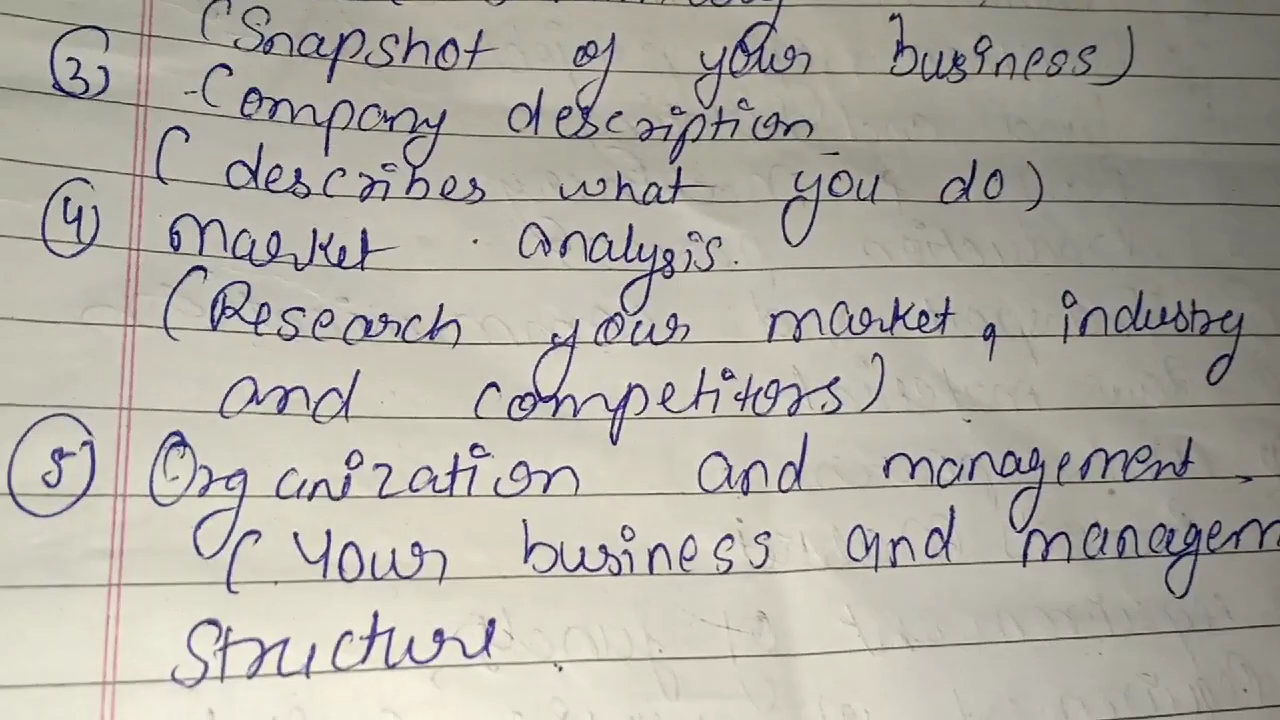 (Snapshot of your business)
③ Company description
(describes what you do)
④ Market analysis.
(Research your market, industry
and competitors)
⑤ Organization and management.
(Your business and managem
Structure.